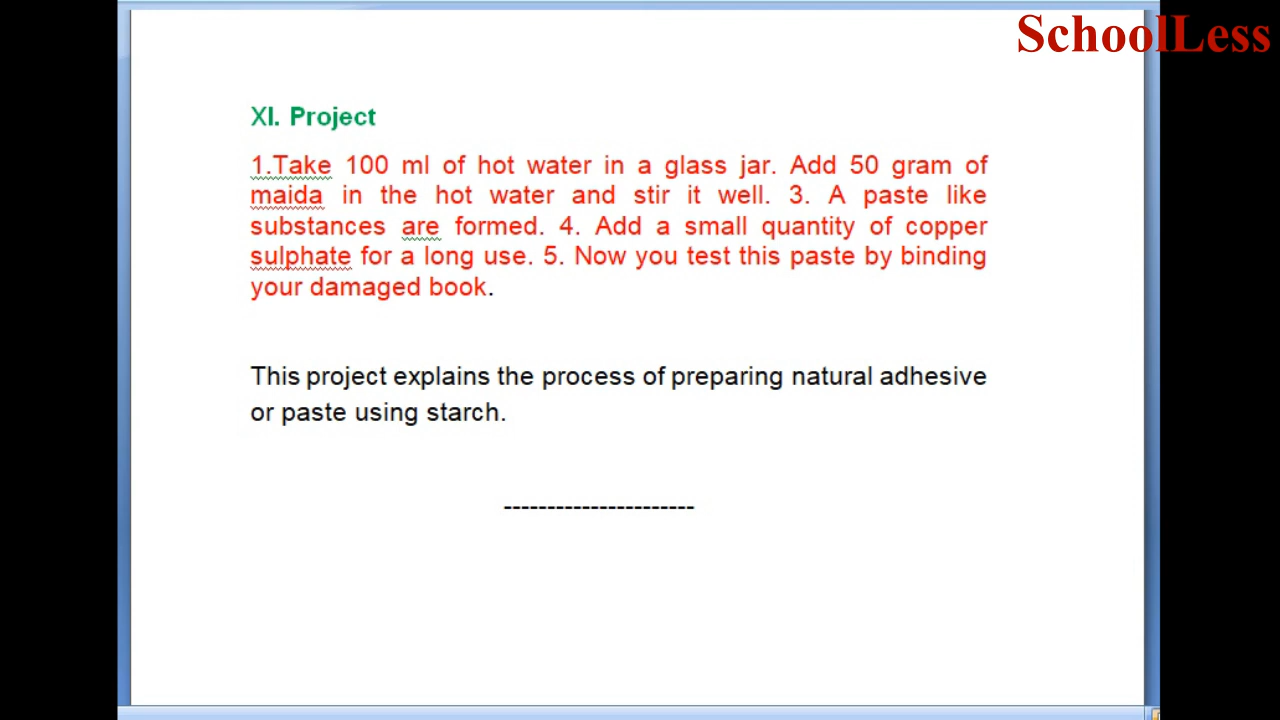 SchoolLess
XI. Project
1.Take 100 ml of hot water in a glass jar. Add 50 gram of
maida in the hot water and stir it well. 3. A paste like
substances are formed. 4. Add a small quantity of copper
sulphate for a long use. 5. Now you test this paste by binding
your damaged book.
This project explains the process of preparing natural adhesive
or paste using starch.
----------------------